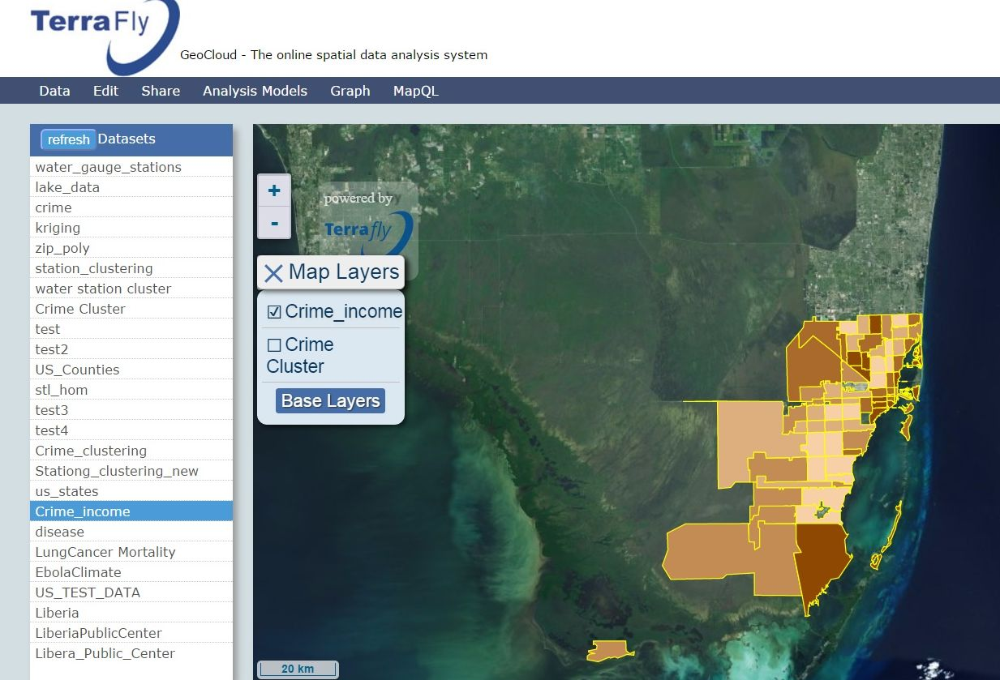 TerraFly
GeoCloud - The online spatial data analysis system
Data Edit Share Analysis Models Graph MapQL
refresh Datasets
water_gauge_stations
lake_data
crime
kriging
zip_poly
station_clustering
water station cluster
Crime Cluster
test
test2
US_Counties
stl_hom
test3
test4
Crime_clustering
Stationg_clustering_new
us_states
Crime_income
disease
LungCancer Mortality
EbolaClimate
US_TEST_DATA
Liberia
LiberiaPublicCenter
Libera_Public_Center
+
-
powered by
Terrafly
Map Layers
Crime_income
Crime
Cluster
Base Layers
20 km